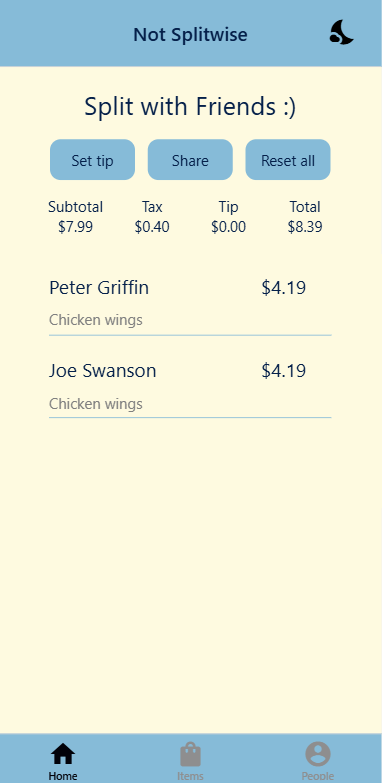 Not Splitwise
Split with Friends :)
Set tip Share Reset all
Subtotal Tax Tip Total
$7.99 $0.40 $0.00 $8.39
Peter Griffin $4.19
Chicken wings
Joe Swanson $4.19
Chicken wings
Home Items People